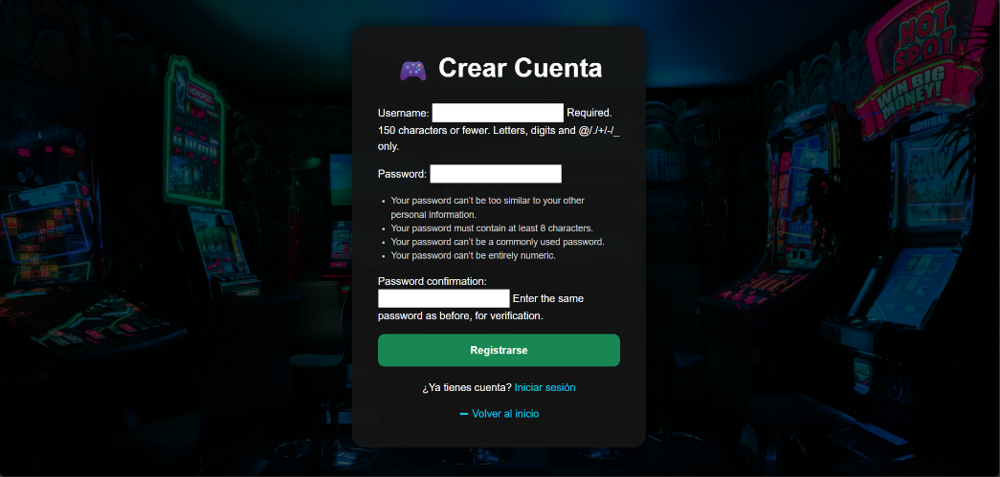 HOT
SPOT
WIN BIG
MONEY!
ADMIRAL
MONOPOLY
Crear Cuenta
Username: Required.
150 characters or fewer. Letters, digits and @/./+/-/_
only.
Password:
• Your password can't be too similar to your other
personal information.
• Your password must contain at least 8 characters.
• Your password can't be a commonly used password.
• Your password can't be entirely numeric.
Password confirmation:
Enter the same
password as before, for verification.
Registrarse
¿Ya tienes cuenta? Iniciar sesión
⬅ Volver al inicio